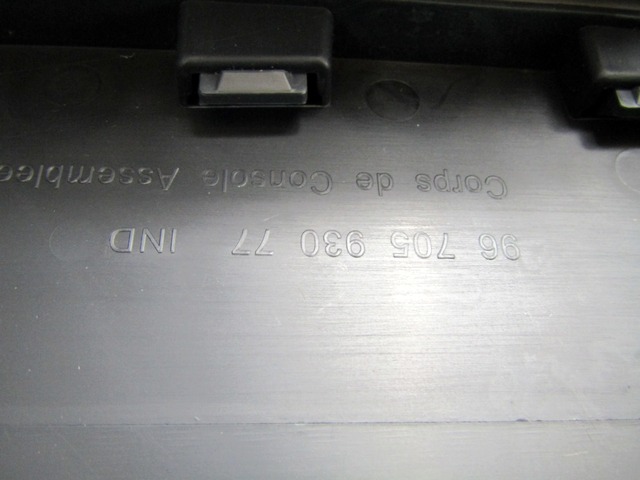 96 705 930 77 IND
Corps de Console Assemblee